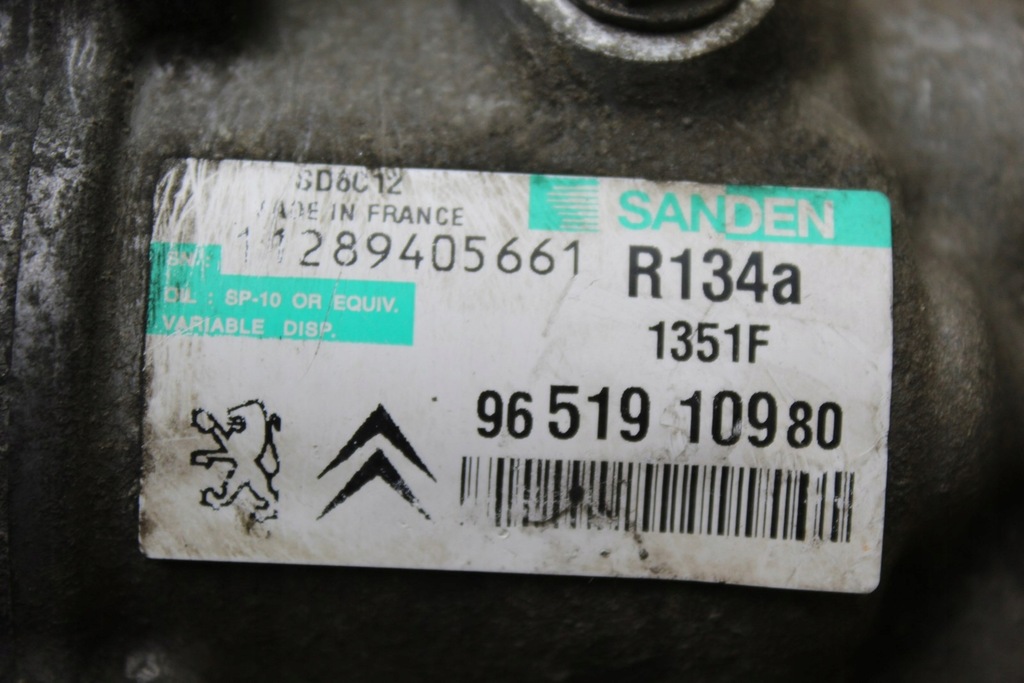 SD6C12
MADE IN FRANCE
SANDEN
SN: 11289405661
R134a
OIL : SP-10 OR EQUIV.
VARIABLE DISP.
1351F
96 519 109 80